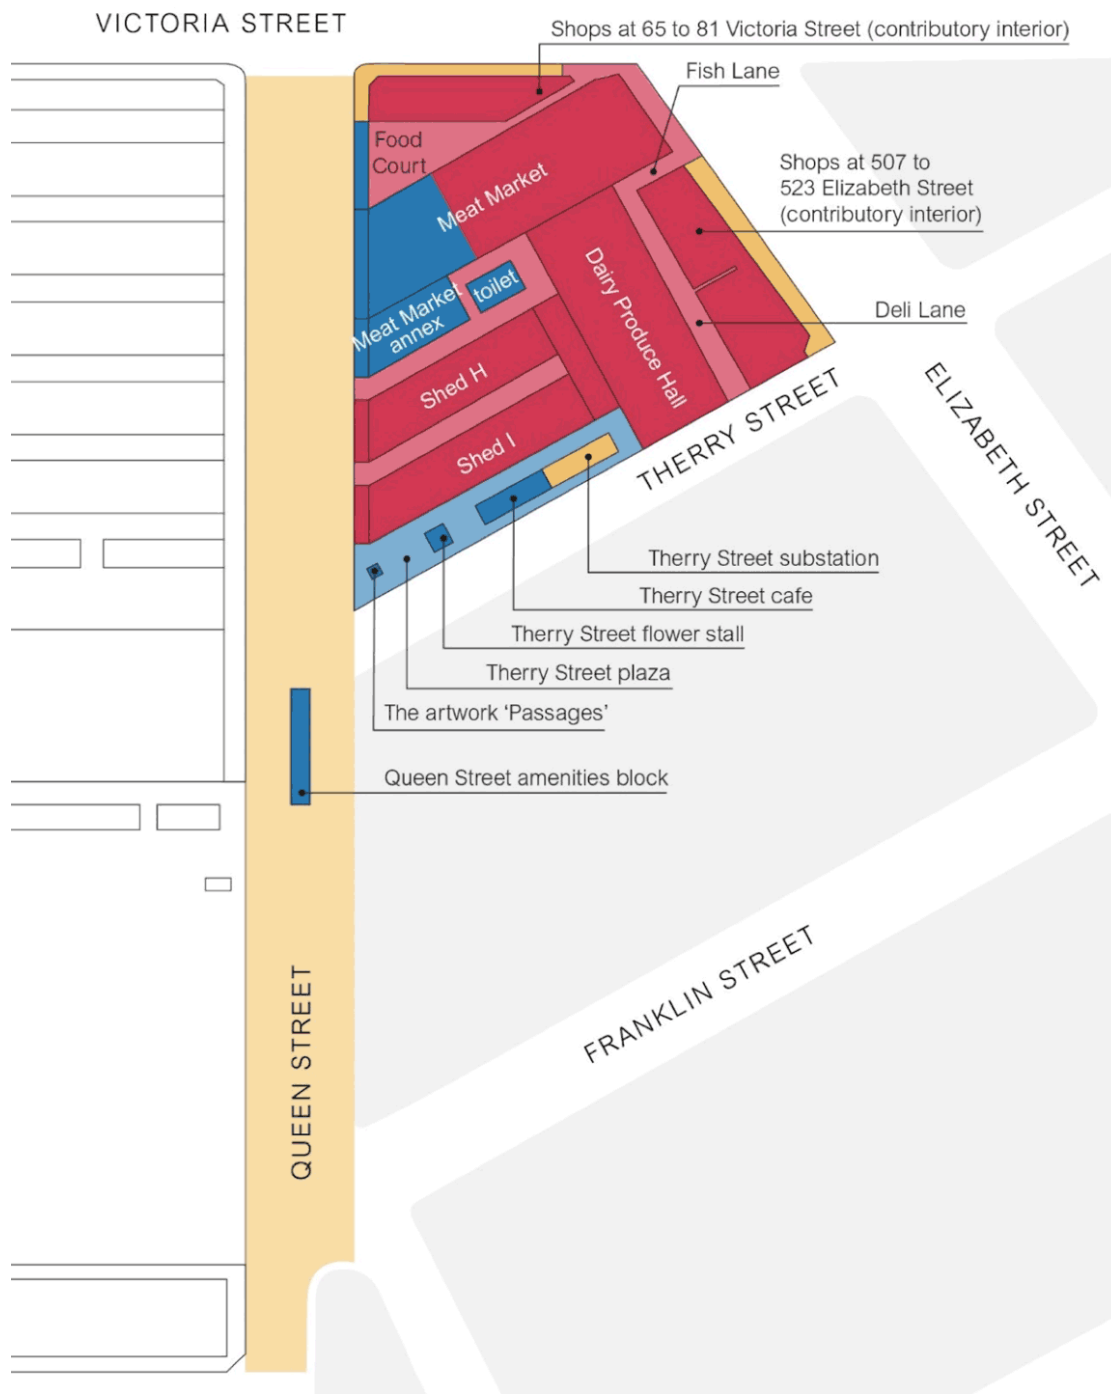 VICTORIA STREET
Shops at 65 to 81 Victoria Street (contributory interior)
Fish Lane
Food
Court
Shops at 507 to
523 Elizabeth Street
(contributory interior)
Meat Market
toilet
Meat Market
annex
Dairy Produce Hall
Deli Lane
Shed H
Shed I
THERRY STREET
ELIZABETH STREET
Therry Street substation
Therry Street cafe
Therry Street flower stall
Therry Street plaza
The artwork ‘Passages’
Queen Street amenities block
QUEEN STREET
FRANKLIN STREET